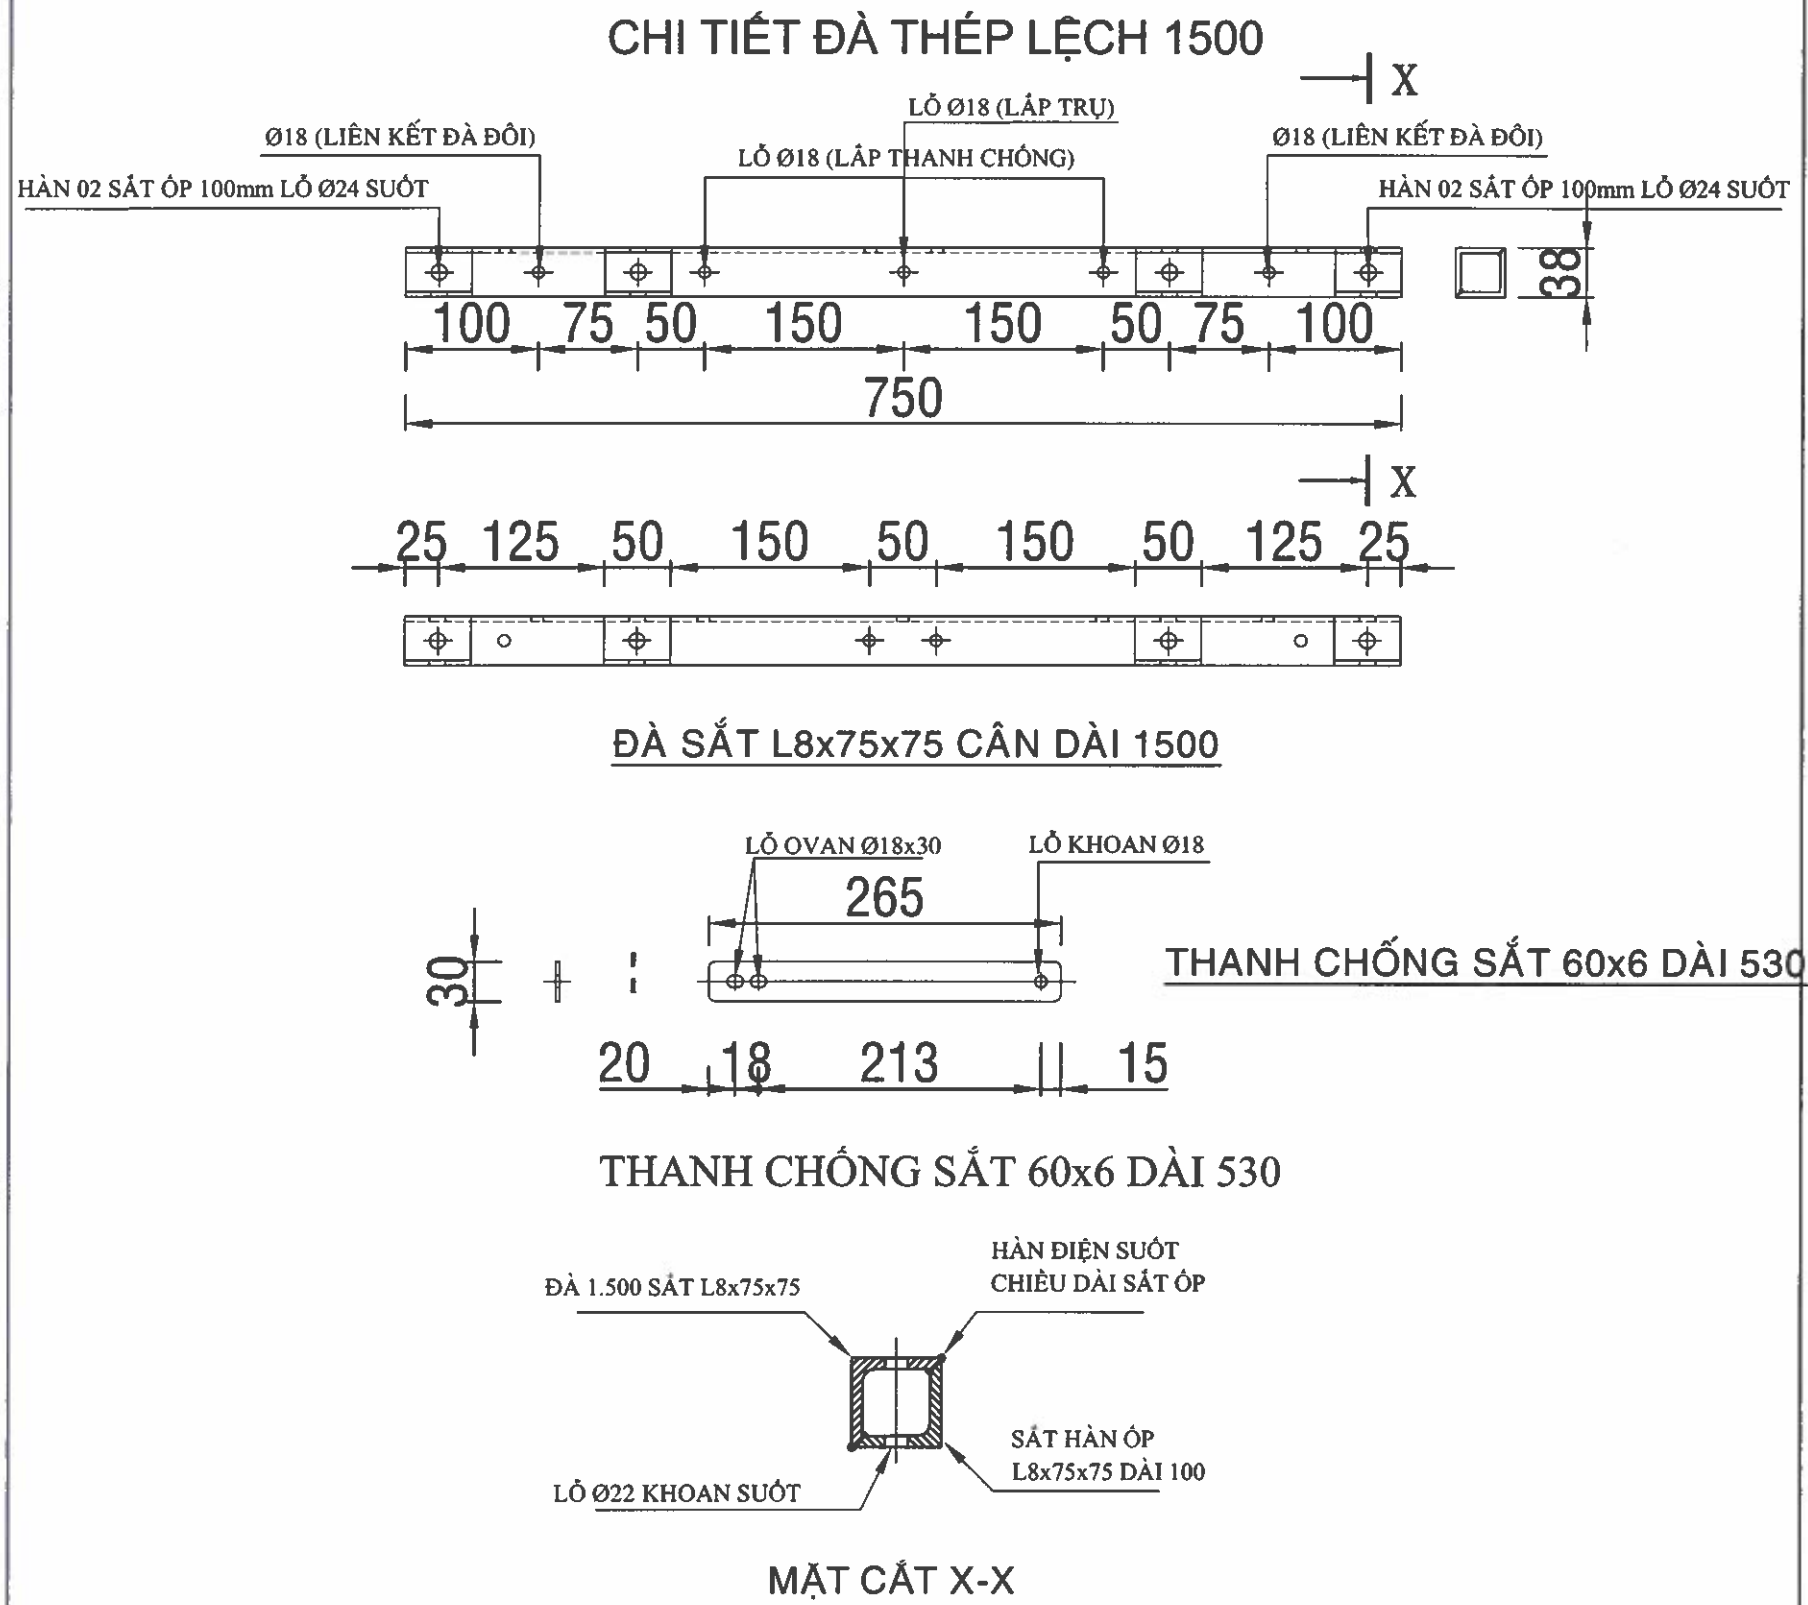 CHI TIẾT ĐÀ THÉP LỆCH 1500
X
LỖ Ø18 (LẮP TRỤ)
Ø18 (LIÊN KẾT ĐÀ ĐÔI)
LỖ Ø18 (LẮP THANH CHỐNG)
Ø18 (LIÊN KẾT ĐÀ ĐÔI)
HÀN 02 SẮT ỐP 100mm LỖ Ø24 SUỐT
HÀN 02 SẮT ỐP 100mm LỖ Ø24 SUỐT
38
100 75 50 150 150 50 75 100
750
X
25 125 50 150 50 150 50 125 25
ĐÀ SẮT L8x75x75 CÂN DÀI 1500
LỖ OVAN Ø18x30
LỖ KHOAN Ø18
265
30
THANH CHỐNG SẮT 60x6 DÀI 530
20 18 213 15
THANH CHỐNG SẮT 60x6 DÀI 530
HÀN ĐIỆN SUỐT
CHIỀU DÀI SẮT ỐP
ĐÀ 1.500 SẮT L8x75x75
SẮT HÀN ỐP
L8x75x75 DÀI 100
LỖ Ø22 KHOAN SUỐT
MẶT CẮT X-X